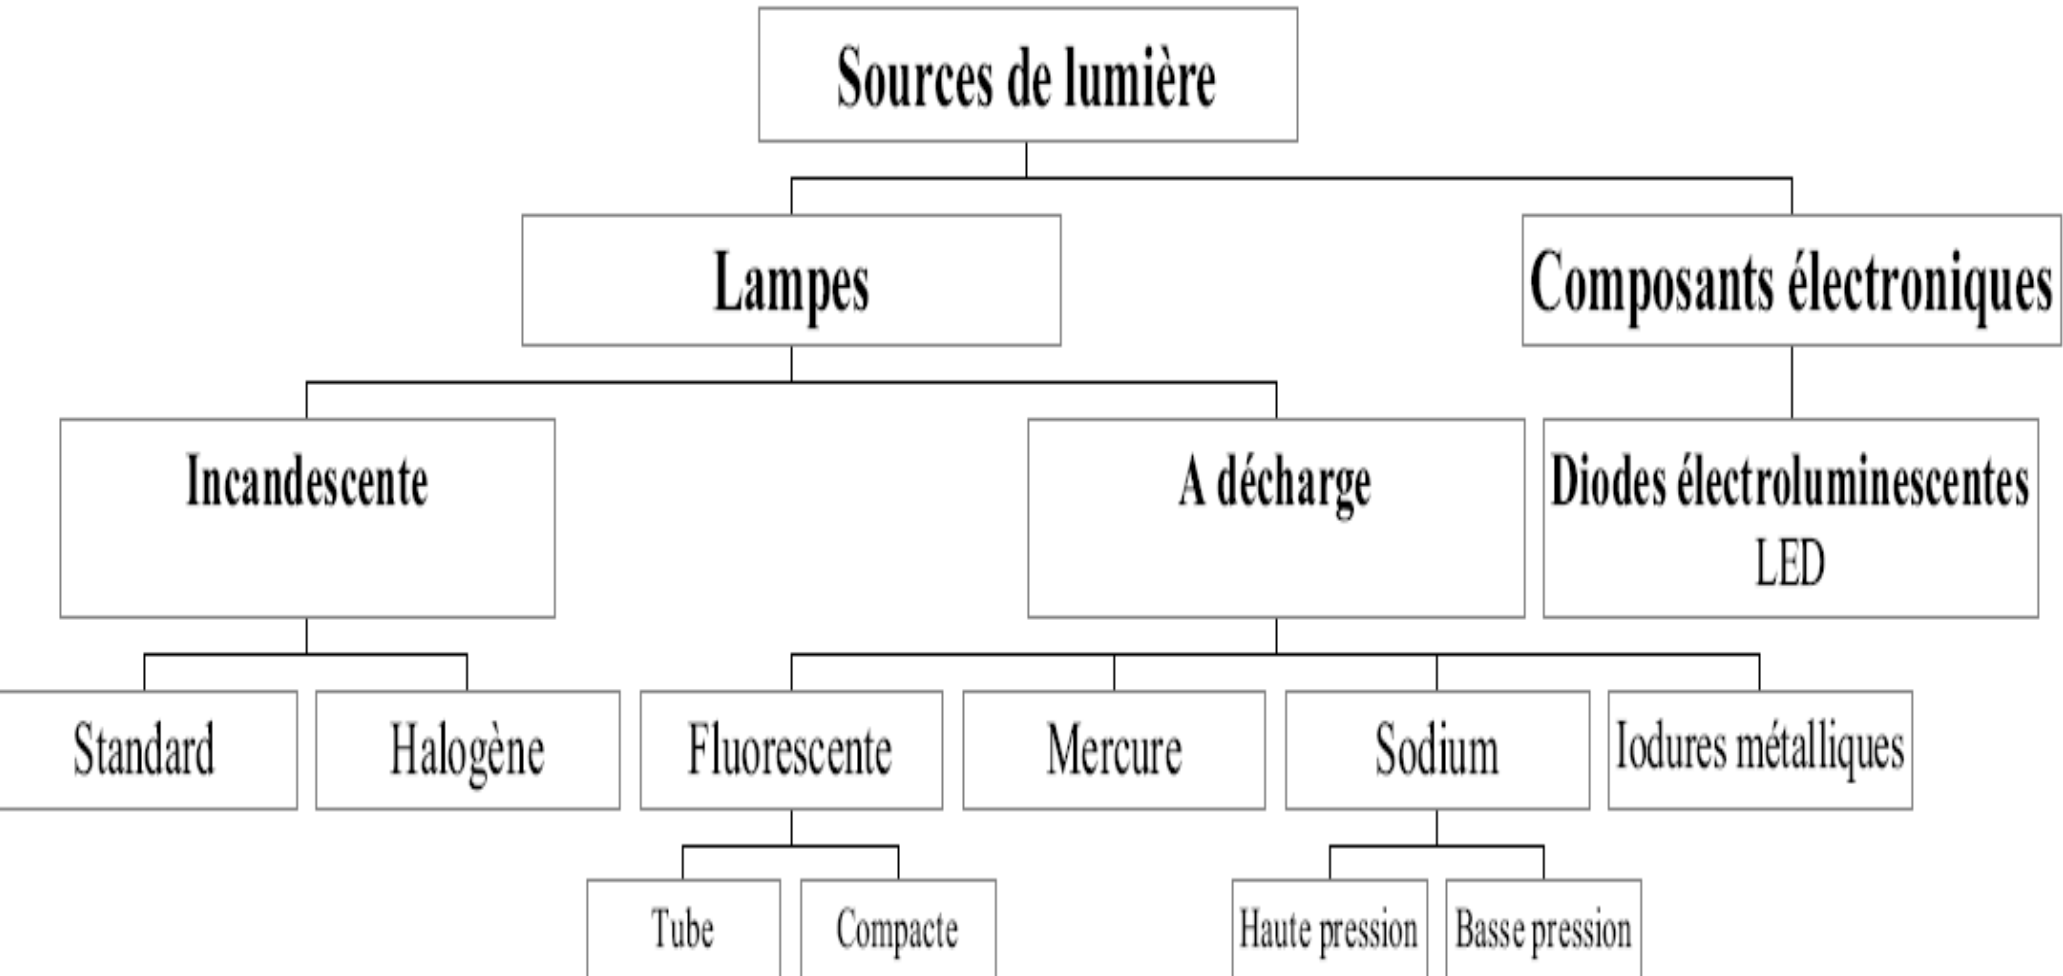 Sources de lumière
Lampes
Composants électroniques
Incandescente
A décharge
Diodes électroluminescentes
LED
Standard
Halogène
Fluorescente
Mercure
Sodium
Iodures métalliques
Tube
Compacte
Haute pression
Basse pression